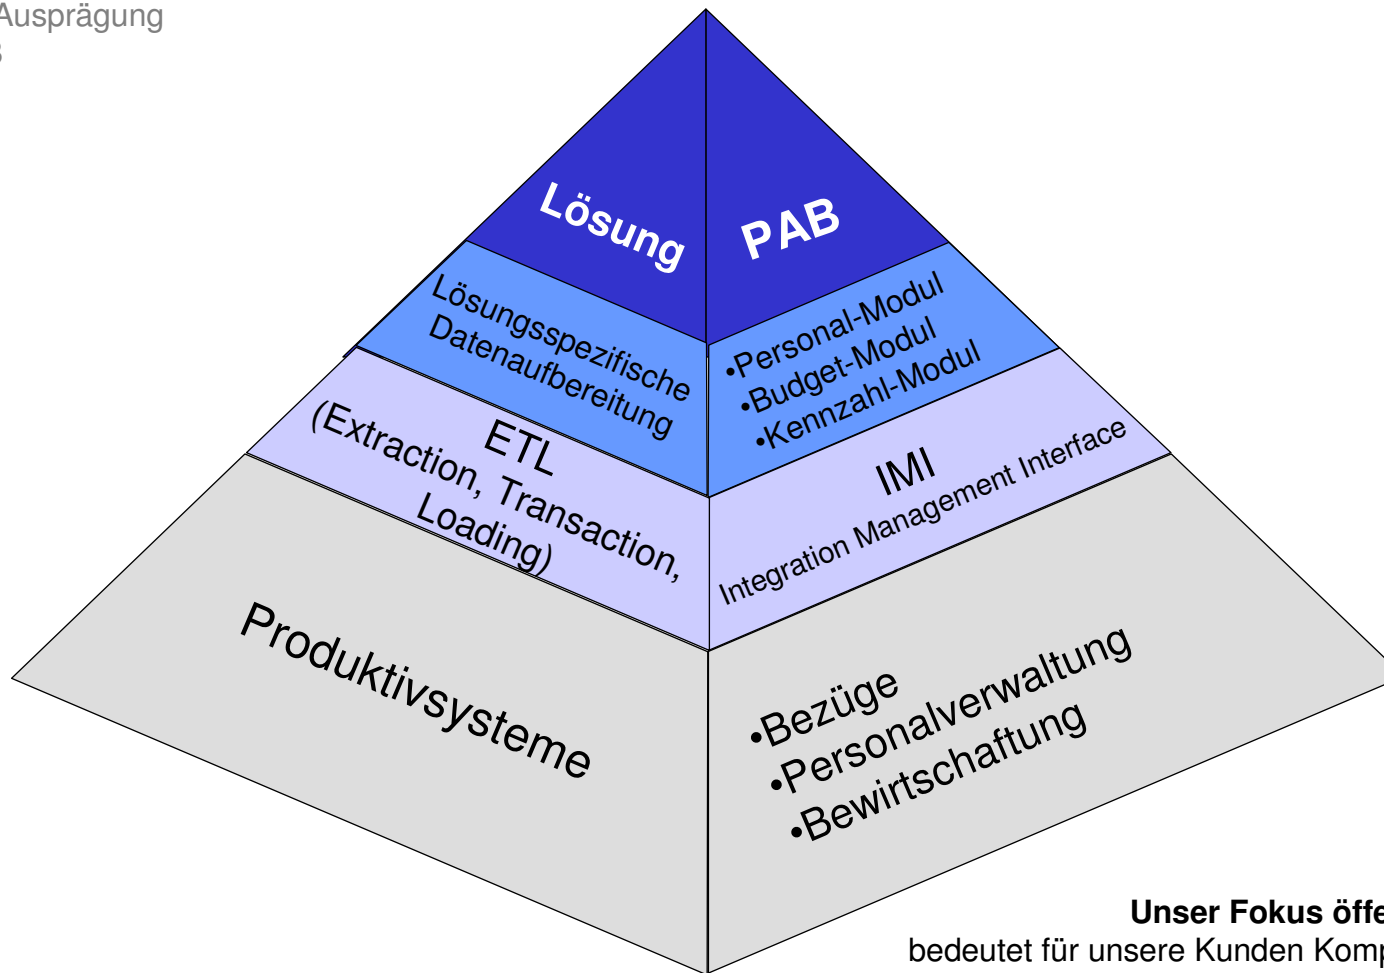 Ausprägung
Lösung
PAB
Lösungsspezifische
Datenaufbereitung
•Personal-Modul
•Budget-Modul
•Kennzahl-Modul
ETL
(Extraction, Transaction,
Loading)
IMI
Integration Management Interface
Produktivsysteme
•Bezüge
•Personalverwaltung
•Bewirtschaftung
Unser Fokus öffe
bedeutet für unsere Kunden Komp